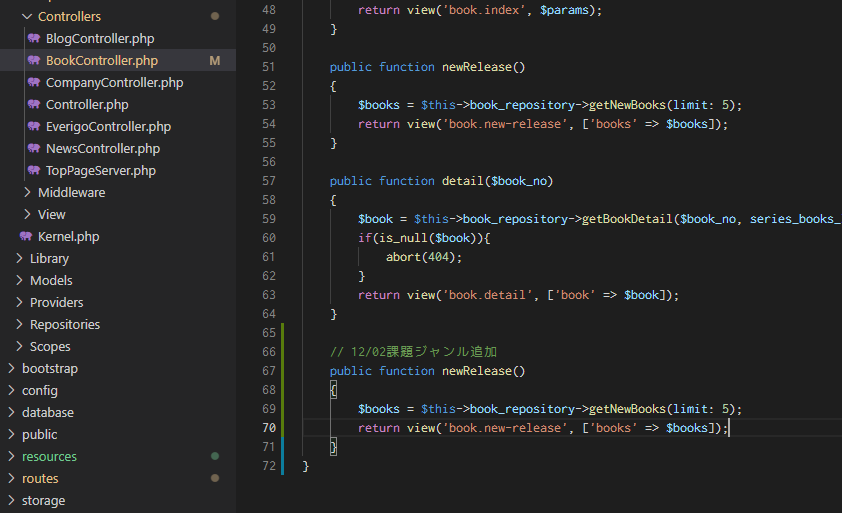 Controllers
BlogController.php
BookController.php M
CompanyController.php
Controller.php
EverigoController.php
NewsController.php
TopPageServer.php
Middleware
View
Kernel.php
Library
Models
Providers
Repositories
Scopes
bootstrap
config
database
public
resources
routes
storage
48 return view('book.index', $params);
49 }
50
51 public function newRelease()
52 {
53 $books = $this->book_repository->getNewBooks(limit: 5);
54 return view('book.new-release', ['books' => $books]);
55 }
56
57 public function detail($book_no)
58 {
59 $book = $this->book_repository->getBookDetail($book_no, series_books_
60 if(is_null($book)){
61 abort(404);
62 }
63 return view('book.detail', ['book' => $book]);
64 }
65
66 // 12/02課題ジャンル追加
67 public function newRelease()
68 {
69 $books = $this->book_repository->getNewBooks(limit: 5);
70 return view('book.new-release', ['books' => $books]);
71 }
72 }